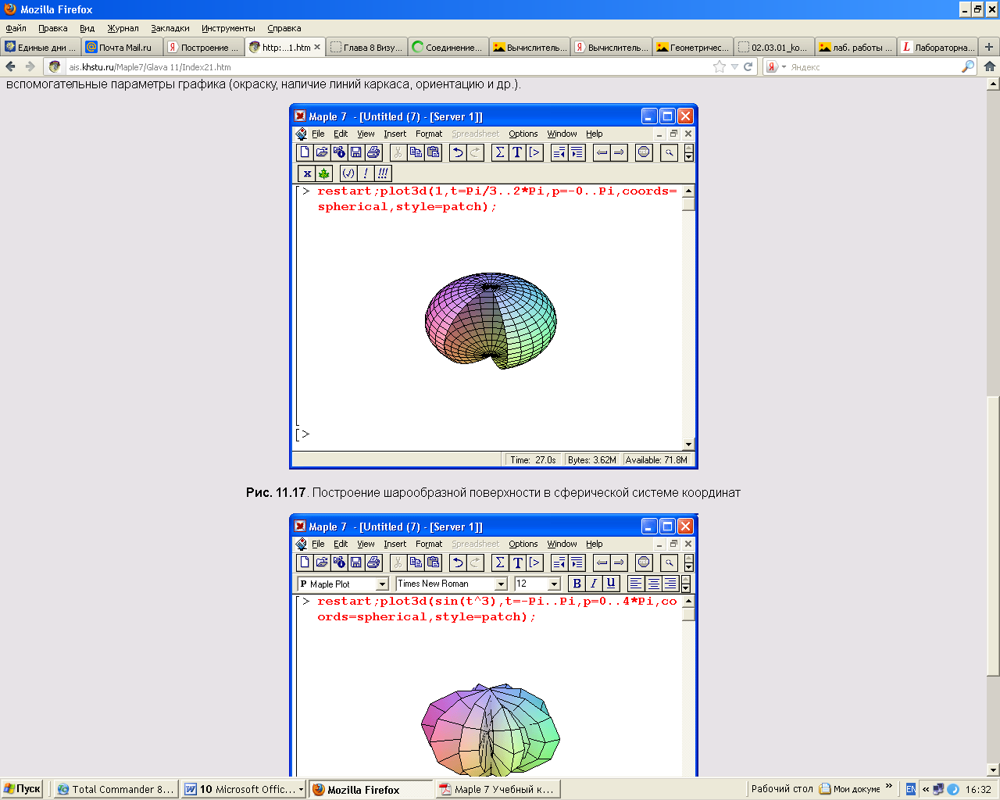 Mozilla Firefox
Файл Правка Вид Журнал Закладки Инструменты Справка
Единые дни ... Почта Mail.ru Построение ... http:...1.htm Глава 8 Визу... Соединение... Вычислитель... Вычислитель... Геометричес... 02.03.01_ко... лаб. работы ... Лабораторна...
ais.khstu.ru/Maple7/Glava 11/Index21.htm Яндекс
вспомогательные параметры графика (окраску, наличие линий каркаса, ориентацию и др.).
Maple 7 - [Untitled (7) - [Server 1]]
File Edit View Insert Format Spreadsheet Options Window Help
> restart;plot3d(1,t=Pi/3..2*Pi,p=-0..Pi,coords=
spherical,style=patch);
>
Time: 27.0s Bytes: 3.62M Available: 71.8M
Рис. 11.17. Построение шарообразной поверхности в сферической системе координат
Maple 7 - [Untitled (7) - [Server 1]]
File Edit View Insert Format Spreadsheet Options Window Help
P Maple Plot Times New Roman 12 B I U
> restart;plot3d(sin(t^3),t=-Pi..Pi,p=0..4*Pi,co
ords=spherical,style=patch);
Пуск Total Commander 8... 10 Microsoft Offic... Mozilla Firefox Maple 7 Учебный к... Рабочий стол Мои докуме » EN « 16:32